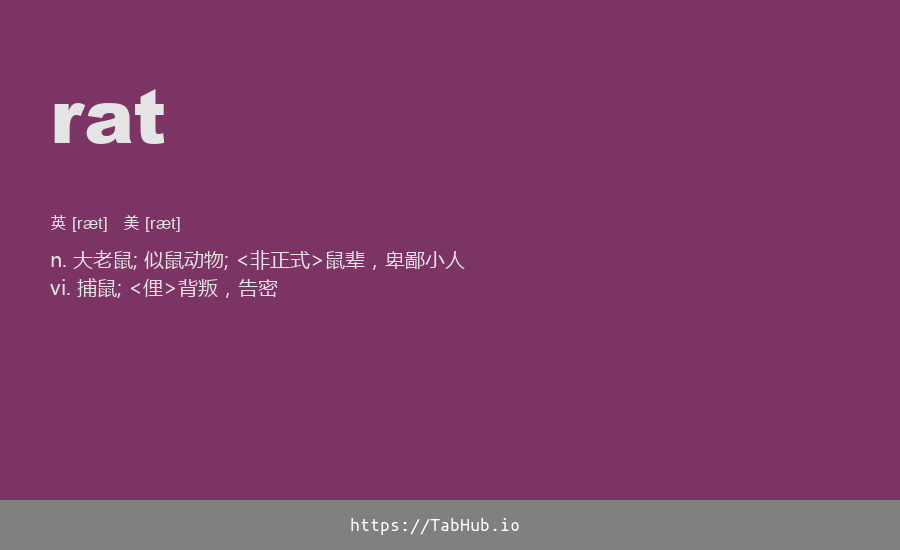 rat
英 [ræt] 美 [ræt]
n. 大老鼠; 似鼠动物; <非正式>鼠辈，卑鄙小人
vi. 捕鼠; <俚>背叛，告密
https://TabHub.io